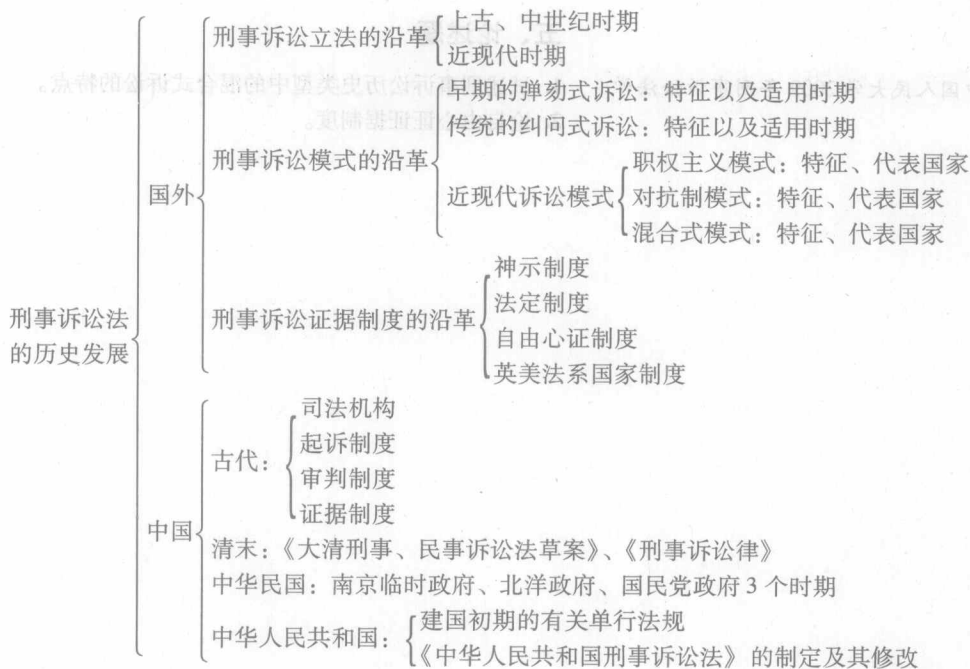 刑事诉讼法
的历史发展
国外
刑事诉讼立法的沿革
上古、中世纪时期
近现代时期
刑事诉讼模式的沿革
早期的弹劾式诉讼：特征以及适用时期
传统的纠问式诉讼：特征以及适用时期
近现代诉讼模式
职权主义模式：特征、代表国家
对抗制模式：特征、代表国家
混合式模式：特征、代表国家
刑事诉讼证据制度的沿革
神示制度
法定制度
自由心证制度
英美法系国家制度
中国
古代：
司法机构
起诉制度
审判制度
证据制度
清末：《大清刑事、民事诉讼法草案》、《刑事诉讼律》
中华民国：南京临时政府、北洋政府、国民党政府3个时期
中华人民共和国：
建国初期的有关单行法规
《中华人民共和国刑事诉讼法》的制定及其修改